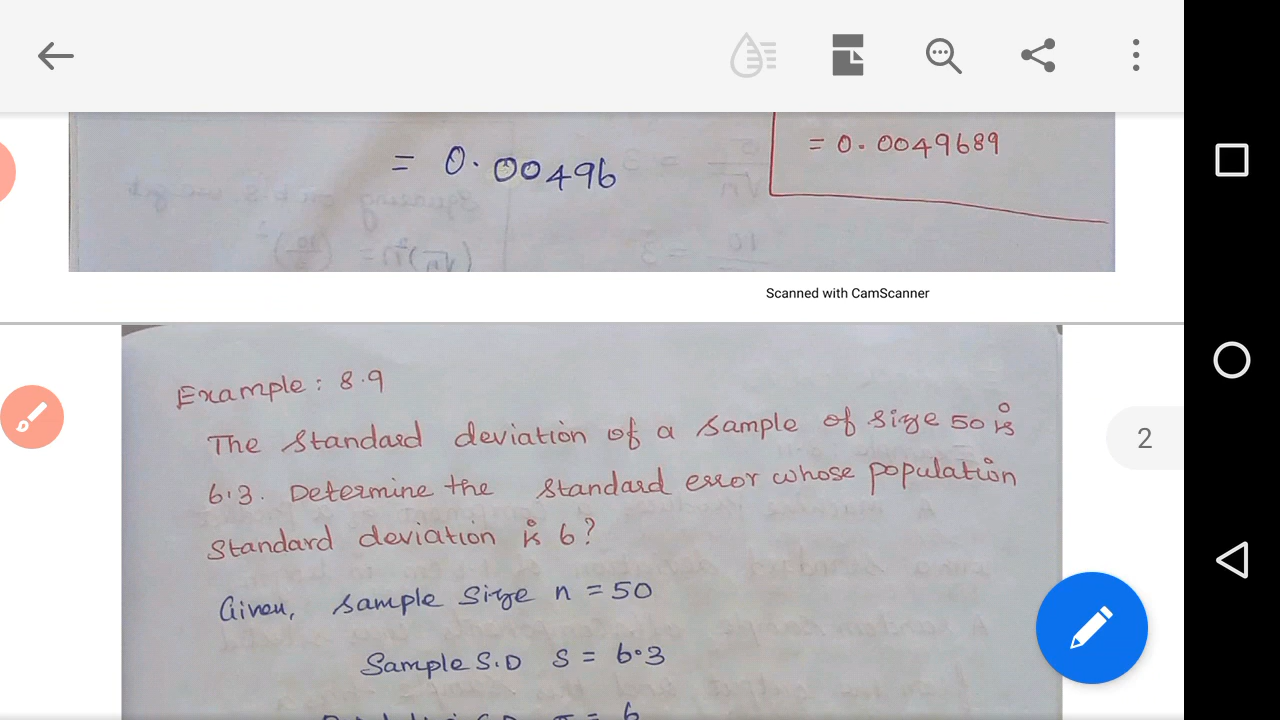 = 0.00496
= 0.0049689
Scanned with CamScanner
Example: 8.9
The Standard deviation of a sample of size 50 is
6.3. Determine the standard error whose population
Standard deviation is 6?
2
Given, sample size n = 50
Sample S.D S = 6.3